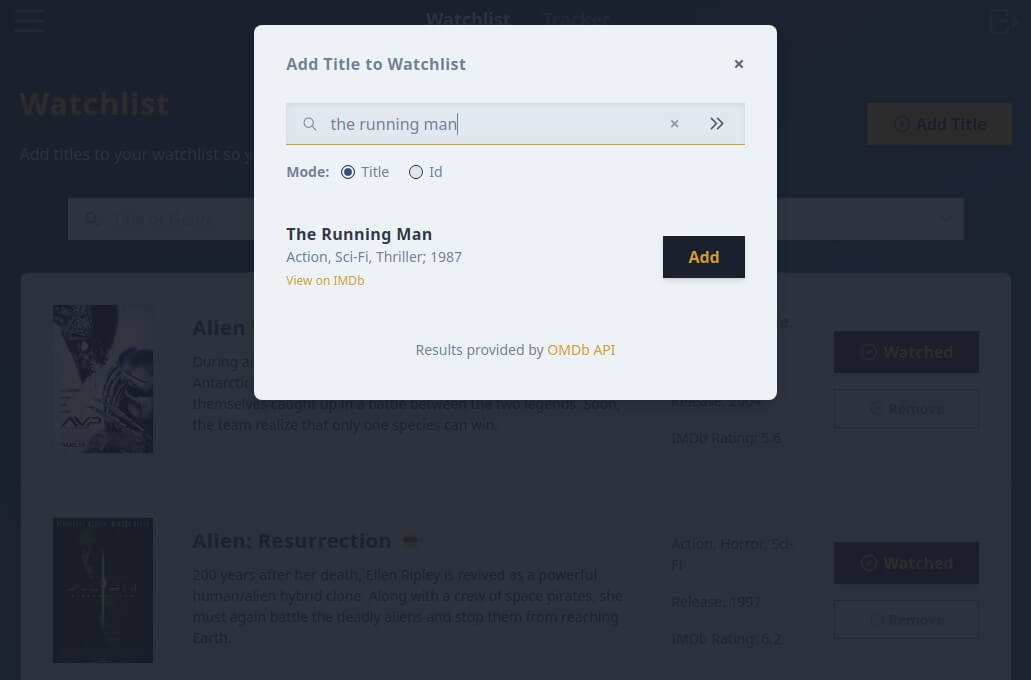 Watchlist Tracker
Add Title to Watchlist
×
Watchlist
the running man
×
Add Title
Add titles to your watchlist so
Mode: Title Id
Title or Genre
The Running Man
Action, Sci-Fi, Thriller; 1987
View on IMDb
Add
Results provided by OMDb API
Alien
During
Antarctic
themselves caught up in a battle between the two legends. Soon,
the team realize that only one species can win.
Release: 2004
IMDb Rating: 5.6
Watched
Remove
AVP
Alien: Resurrection
200 years after her death, Ellen Ripley is revived as a powerful
human/alien hybrid clone. Along with a crew of space pirates, she
must again battle the deadly aliens and stop them from reaching
Earth.
Action, Horror, Sci-
Fi
Release: 1997
IMDb Rating: 6.2
Watched
Remove